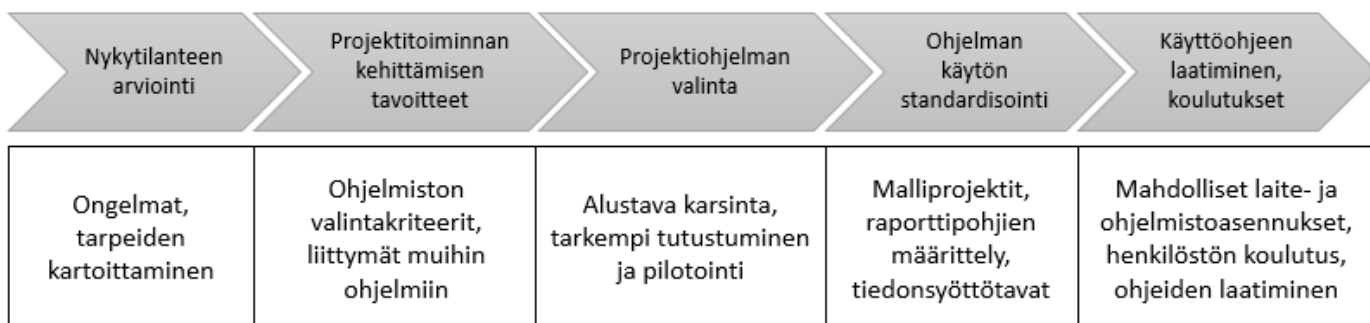 Nykytilanteen
arviointi
Projektitoiminnan
kehittämisen
tavoitteet
Projektiohjelman
valinta
Ohjelman
käytön
standardisointi
Käyttöohjeen
laatiminen,
koulutukset
Ongelmat,
tarpeiden
kartoittaminen
Ohjelmiston
valintakriteerit,
liittymät muihin
ohjelmiin
Alustava karsinta,
tarkempi tutustuminen
ja pilotointi
Malliprojektit,
raporttipohjien
määrittely,
tiedonsyöttötavat
Mahdolliset laite- ja
ohjelmistoasennukset,
henkilöstön koulutus,
ohjeiden laatiminen